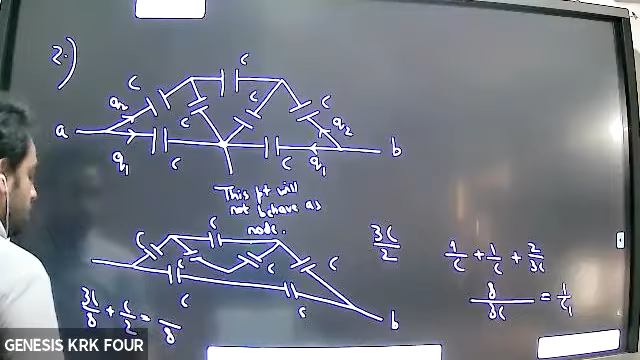 2.)
C
C
q2
C
C
C
q2
a
b
q1
C
C
q1
This pt will
not behave as
node.
C
C
C
C
C
C
C
b
3C/2
1/C + 1/C + 2/3C
8/3C = 1/C1
3C/8 + C/2 = /8
GENESIS KRK FOUR